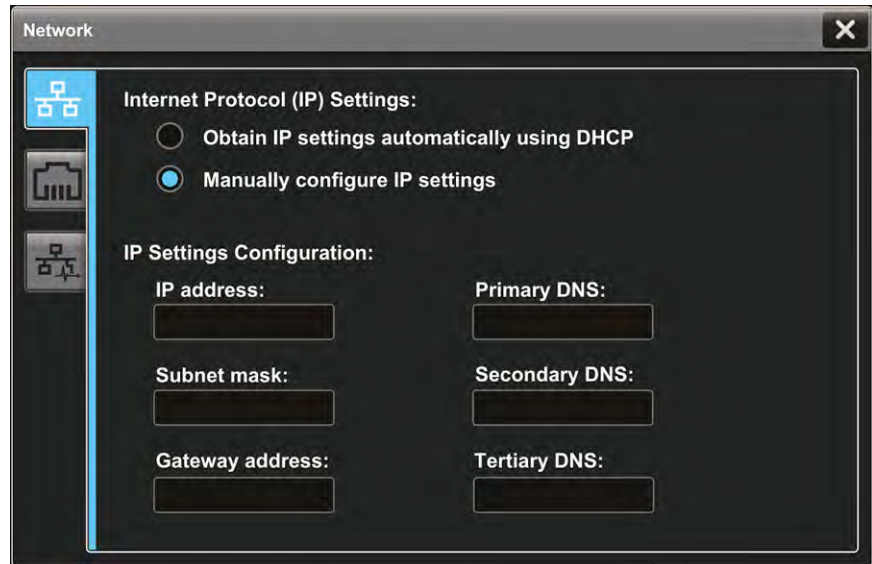 Network
Internet Protocol (IP) Settings:
Obtain IP settings automatically using DHCP
Manually configure IP settings
IP Settings Configuration:
IP address:
Primary DNS:
Subnet mask:
Secondary DNS:
Gateway address:
Tertiary DNS: